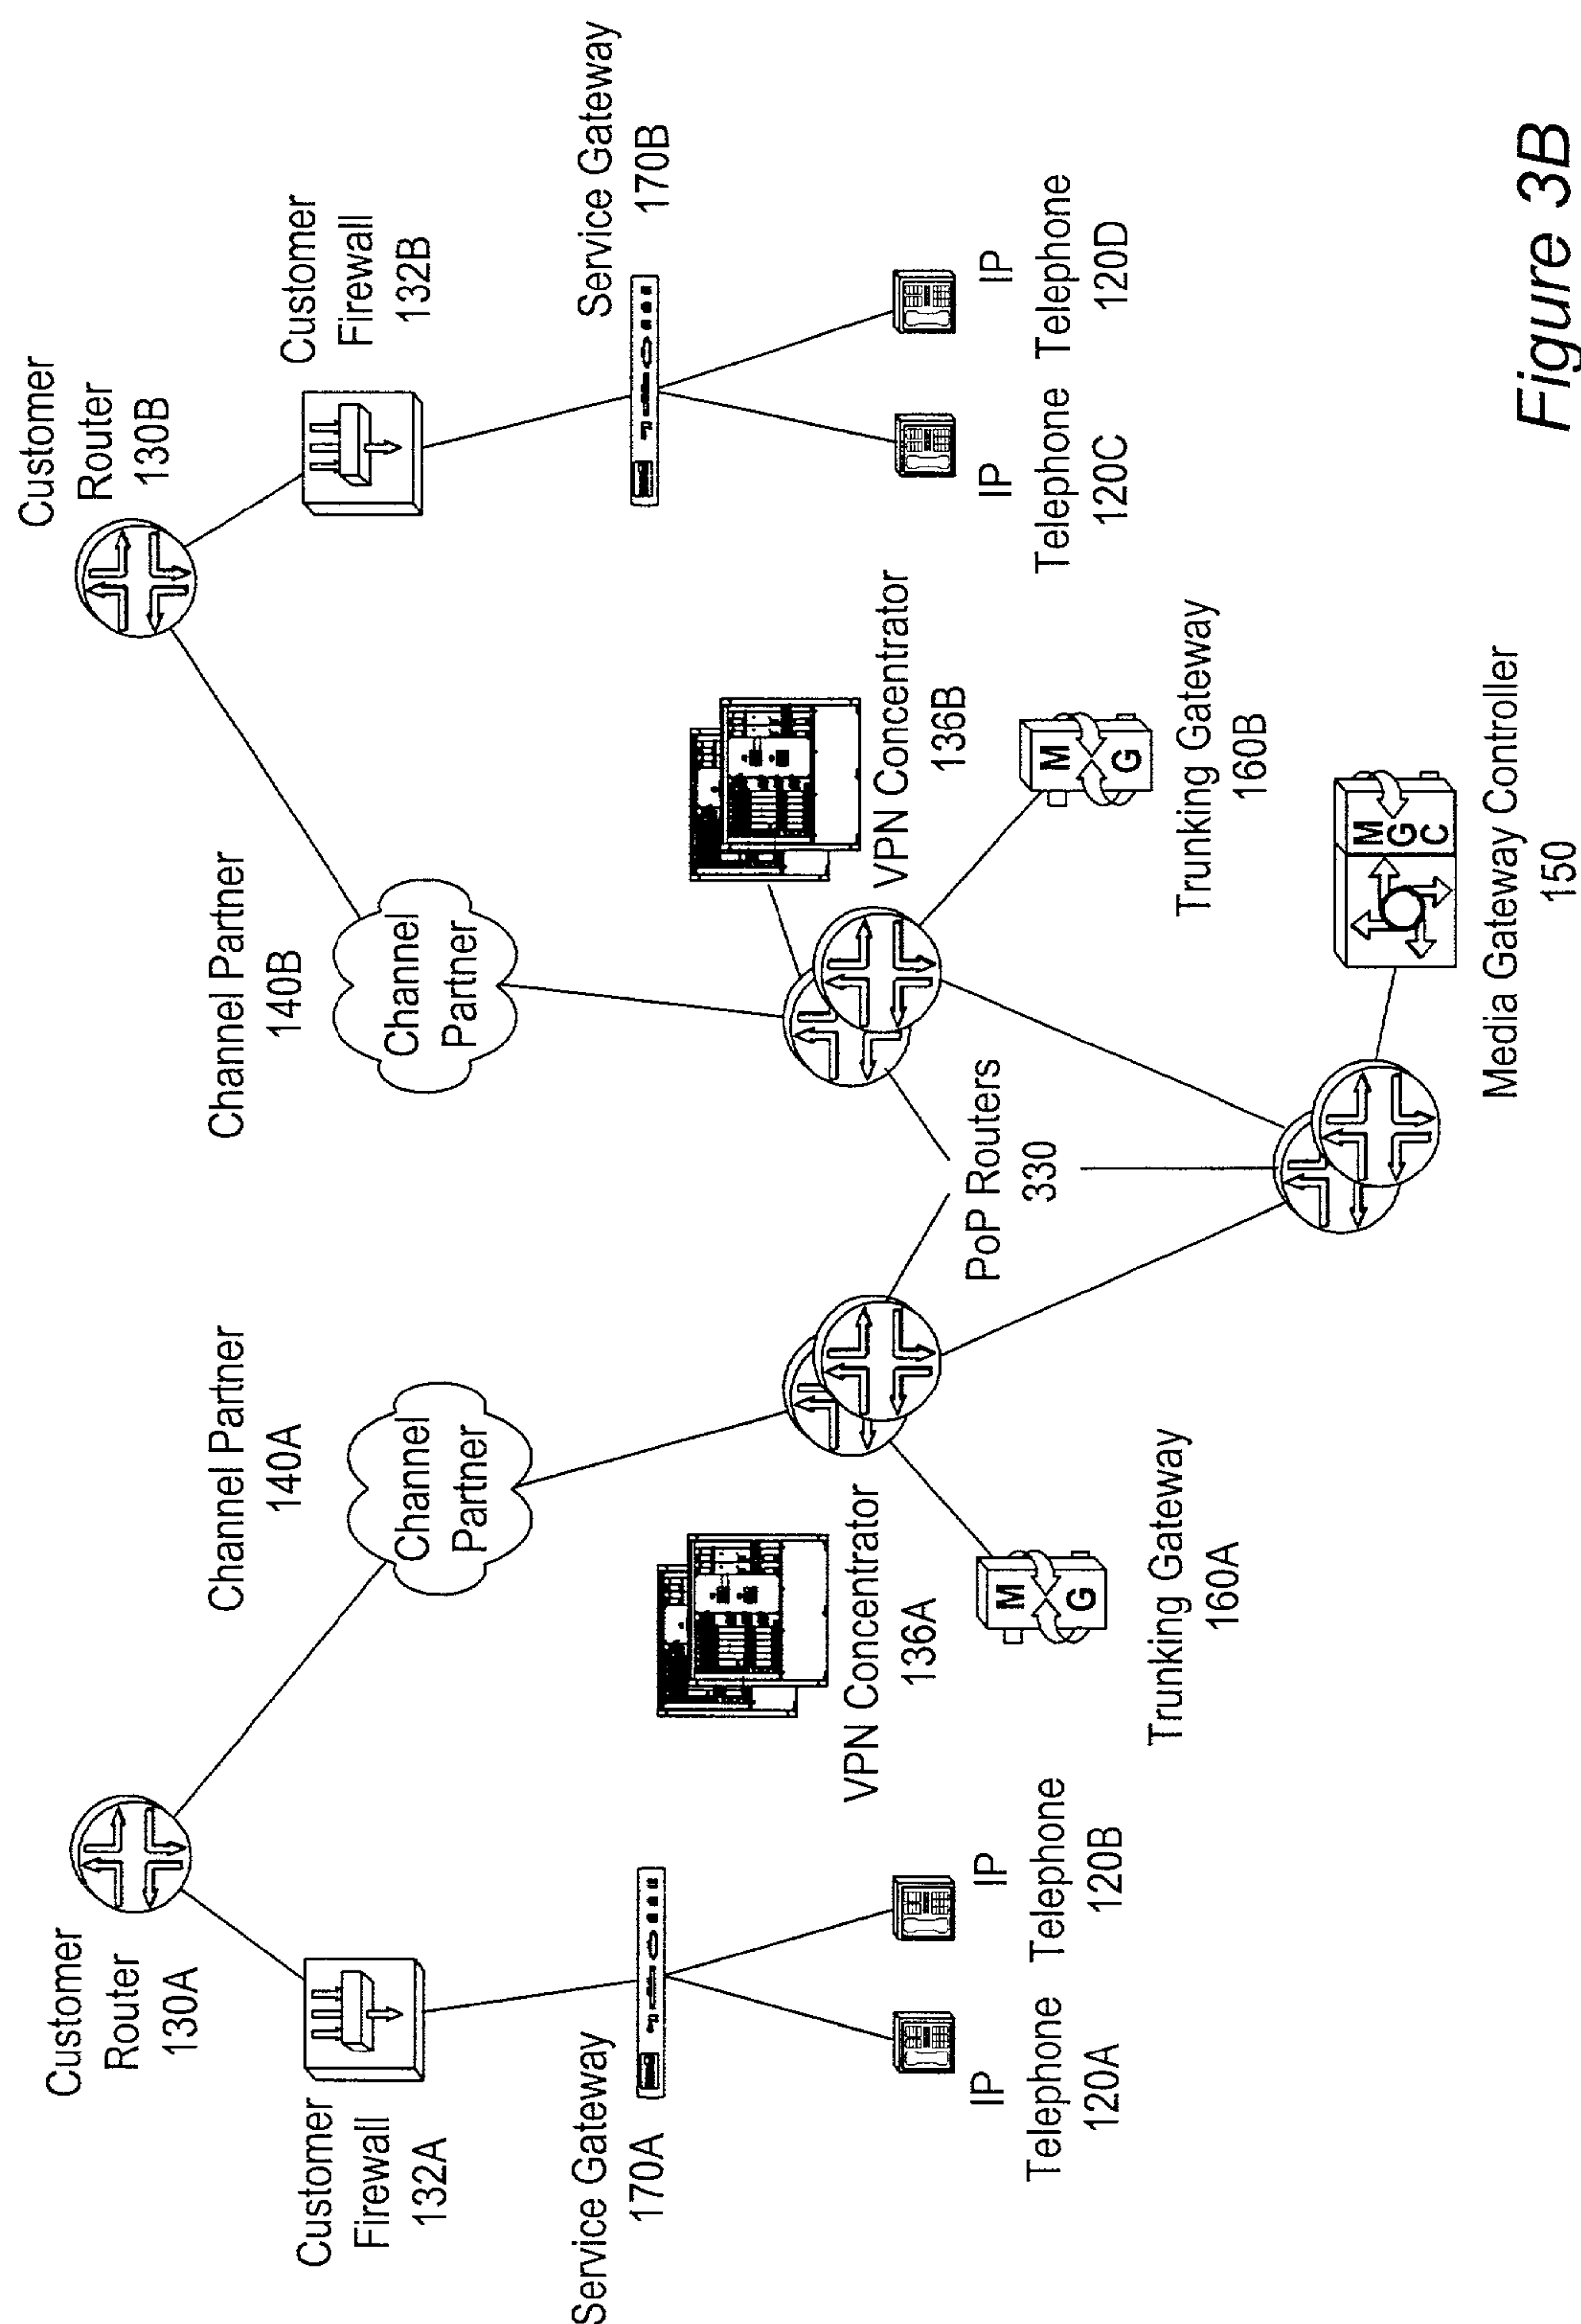 Customer
Router
130A
Customer
Firewall
132A
Service Gateway
170A
IP
Telephone
120A
IP
Telephone
120B
Channel Partner
140A
Channel
Partner
VPN Concentrator
136A
M
G
Trunking Gateway
160A
PoP Routers
330
Channel Partner
140B
Channel
Partner
VPN Concentrator
136B
M
G
Trunking Gateway
160B
M
G
C
Media Gateway Controller
150
Customer
Router
130B
Customer
Firewall
132B
Service Gateway
170B
IP
Telephone
120C
IP
Telephone
120D
Figure 3B